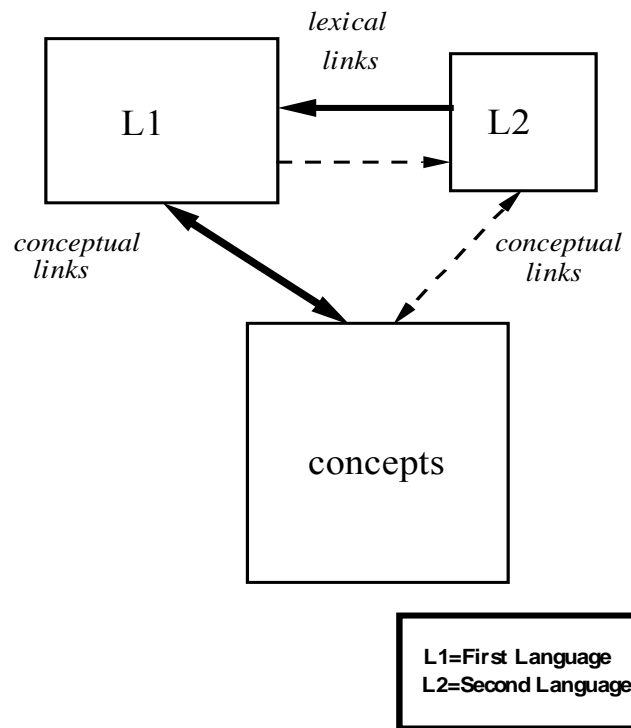 lexical
links
L1
L2
conceptual
links
conceptual
links
concepts
L1=First Language
L2=Second Language